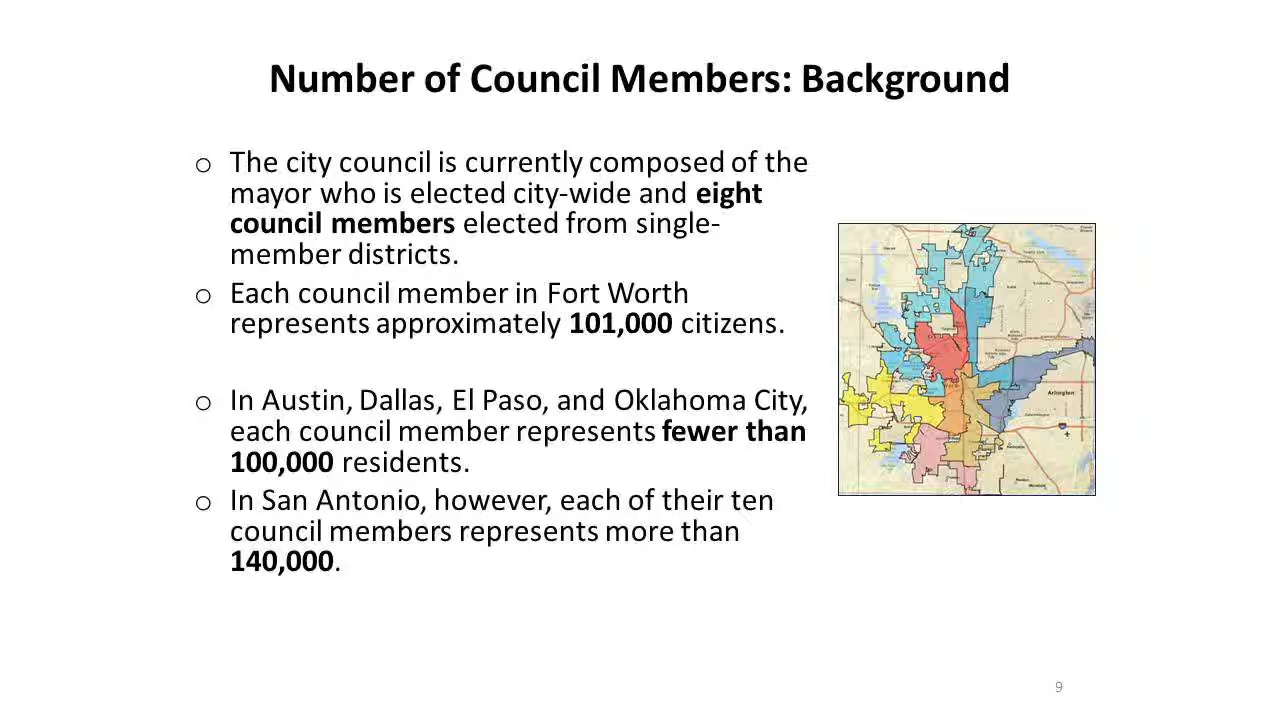 Number of Council Members: Background
o The city council is currently composed of the
mayor who is elected city-wide and eight
council members elected from single-
member districts.
o Each council member in Fort Worth
represents approximately 101,000 citizens.
o In Austin, Dallas, El Paso, and Oklahoma City,
each council member represents fewer than
100,000 residents.
o In San Antonio, however, each of their ten
council members represents more than
140,000.
Arlington
9